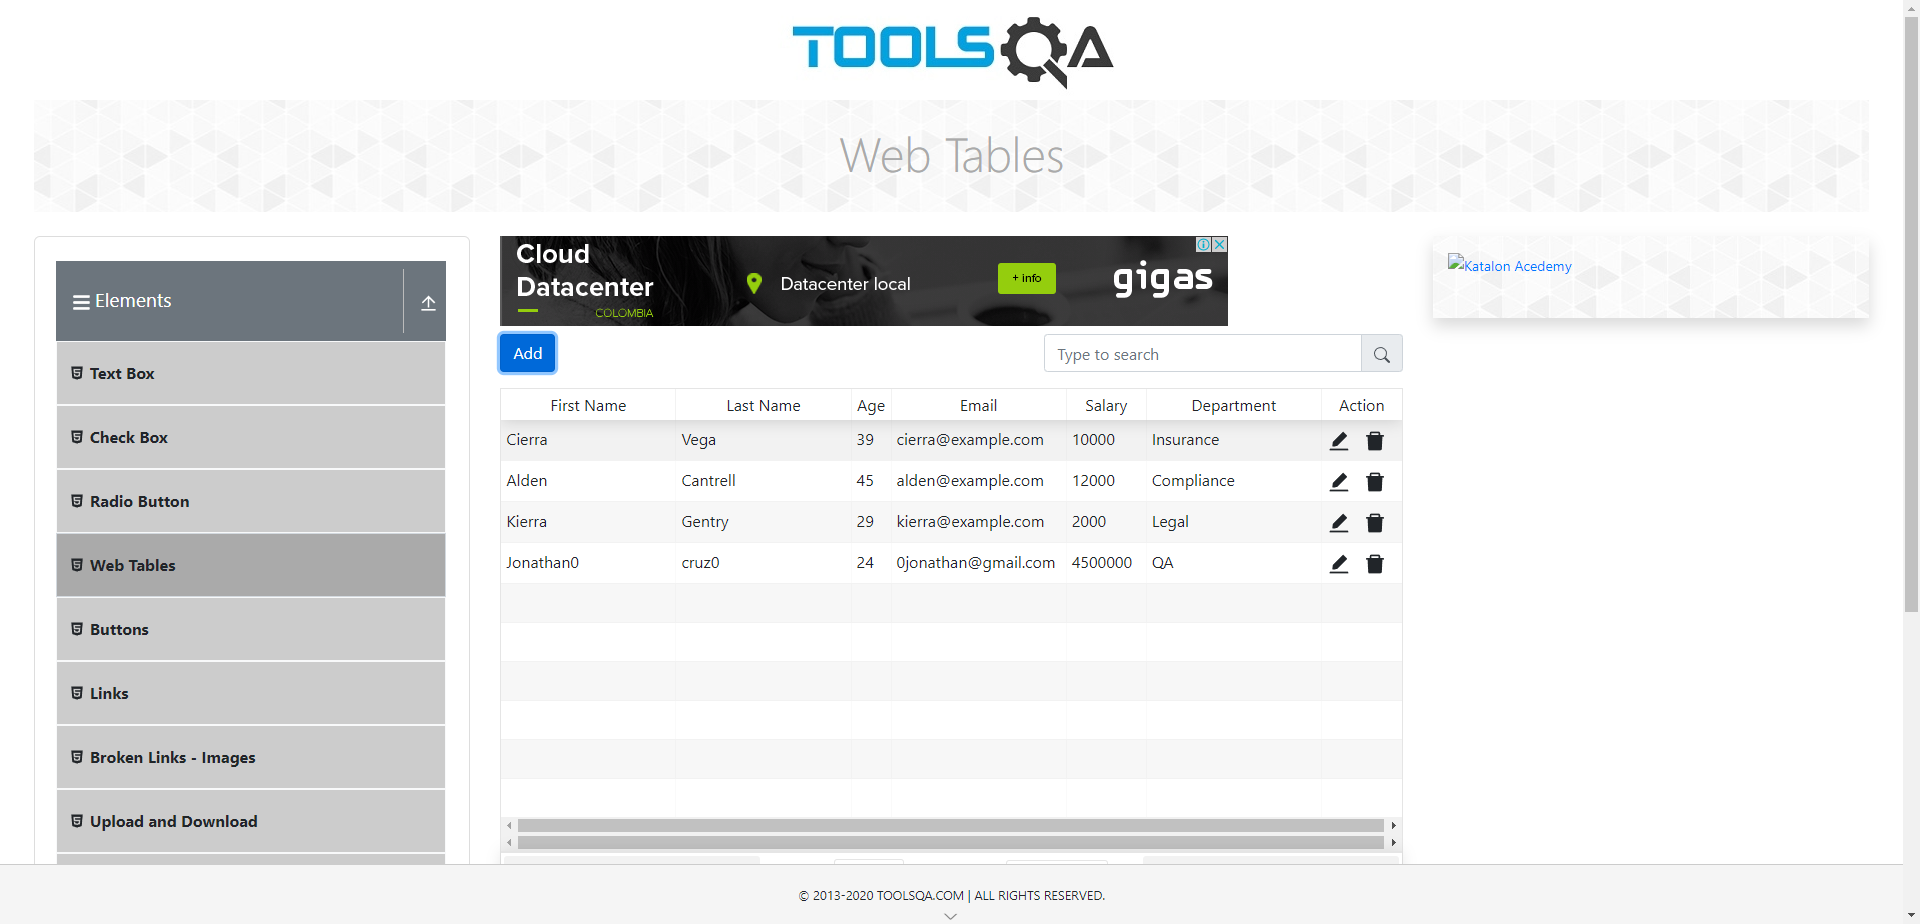 TOOLSQA
Web Tables
Elements
Text Box
Check Box
Radio Button
Web Tables
Buttons
Links
Broken Links - Images
Upload and Download
Cloud
Datacenter
COLOMBIA
Datacenter local
+ info
gigas
Katalon Acedemy
Add
Type to search
First Name Last Name Age Email Salary Department Action
Cierra Vega 39 cierra@example.com 10000 Insurance
Alden Cantrell 45 alden@example.com 12000 Compliance
Kierra Gentry 29 kierra@example.com 2000 Legal
Jonathan0 cruz0 24 0jonathan@gmail.com 4500000 QA
© 2013-2020 TOOLSQA.COM | ALL RIGHTS RESERVED.